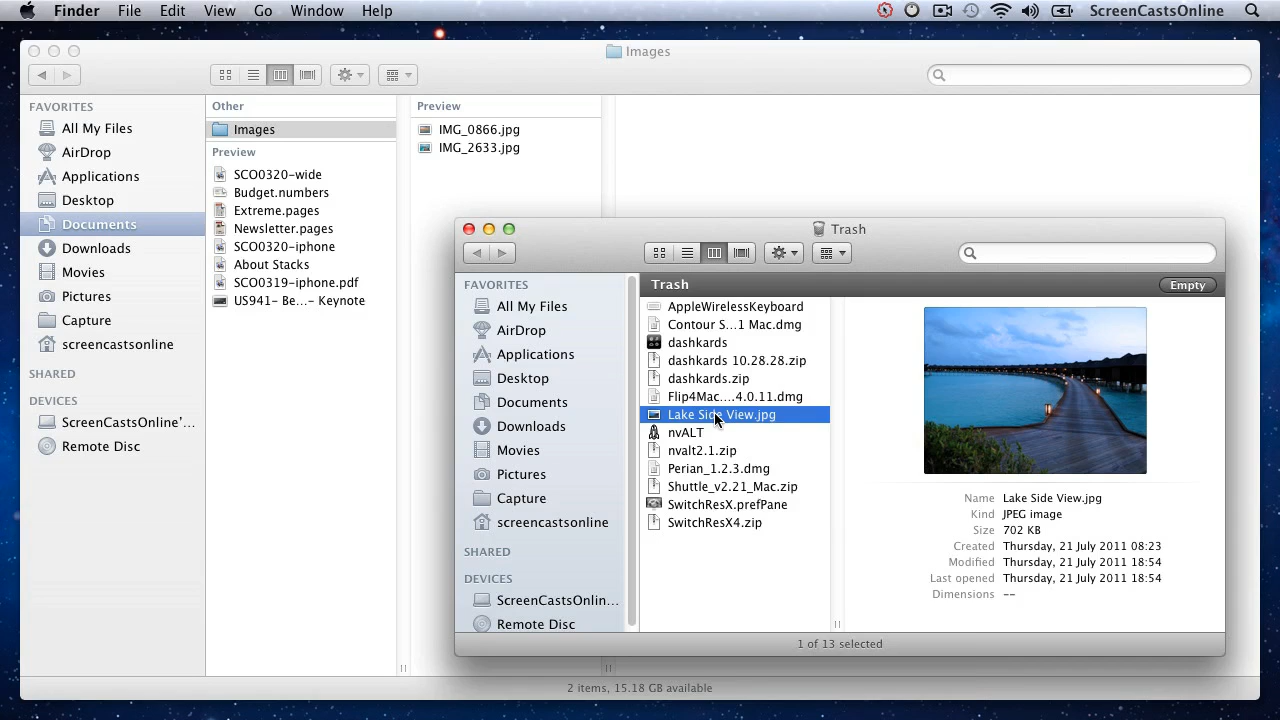 Finder File Edit View Go Window Help ScreenCastsOnline
Images
FAVORITES
All My Files
AirDrop
Applications
Desktop
Documents
Downloads
Movies
Pictures
Capture
screencastsonline
SHARED
DEVICES
ScreenCastsOnline'...
Remote Disc
Other
Images
Preview
SCO0320-wide
Budget.numbers
Extreme.pages
Newsletter.pages
SCO0320-iphone
About Stacks
SCO0319-iphone.pdf
US941- Be...- Keynote
Preview
IMG_0866.jpg
IMG_2633.jpg
Trash
FAVORITES
All My Files
AirDrop
Applications
Desktop
Documents
Downloads
Movies
Pictures
Capture
screencastsonline
SHARED
DEVICES
ScreenCastsOnlin...
Remote Disc
Trash Empty
AppleWirelessKeyboard
Contour S...1 Mac.dmg
dashkards
dashkards 10.28.28.zip
dashkards.zip
Flip4Mac....4.0.11.dmg
Lake Side View.jpg
nvALT
nvalt2.1.zip
Perian_1.2.3.dmg
Shuttle_v2.21_Mac.zip
SwitchResX.prefPane
SwitchResX4.zip
Name Lake Side View.jpg
Kind JPEG image
Size 702 KB
Created Thursday, 21 July 2011 08:23
Modified Thursday, 21 July 2011 18:54
Last opened Thursday, 21 July 2011 18:54
Dimensions --
1 of 13 selected
2 items, 15.18 GB available